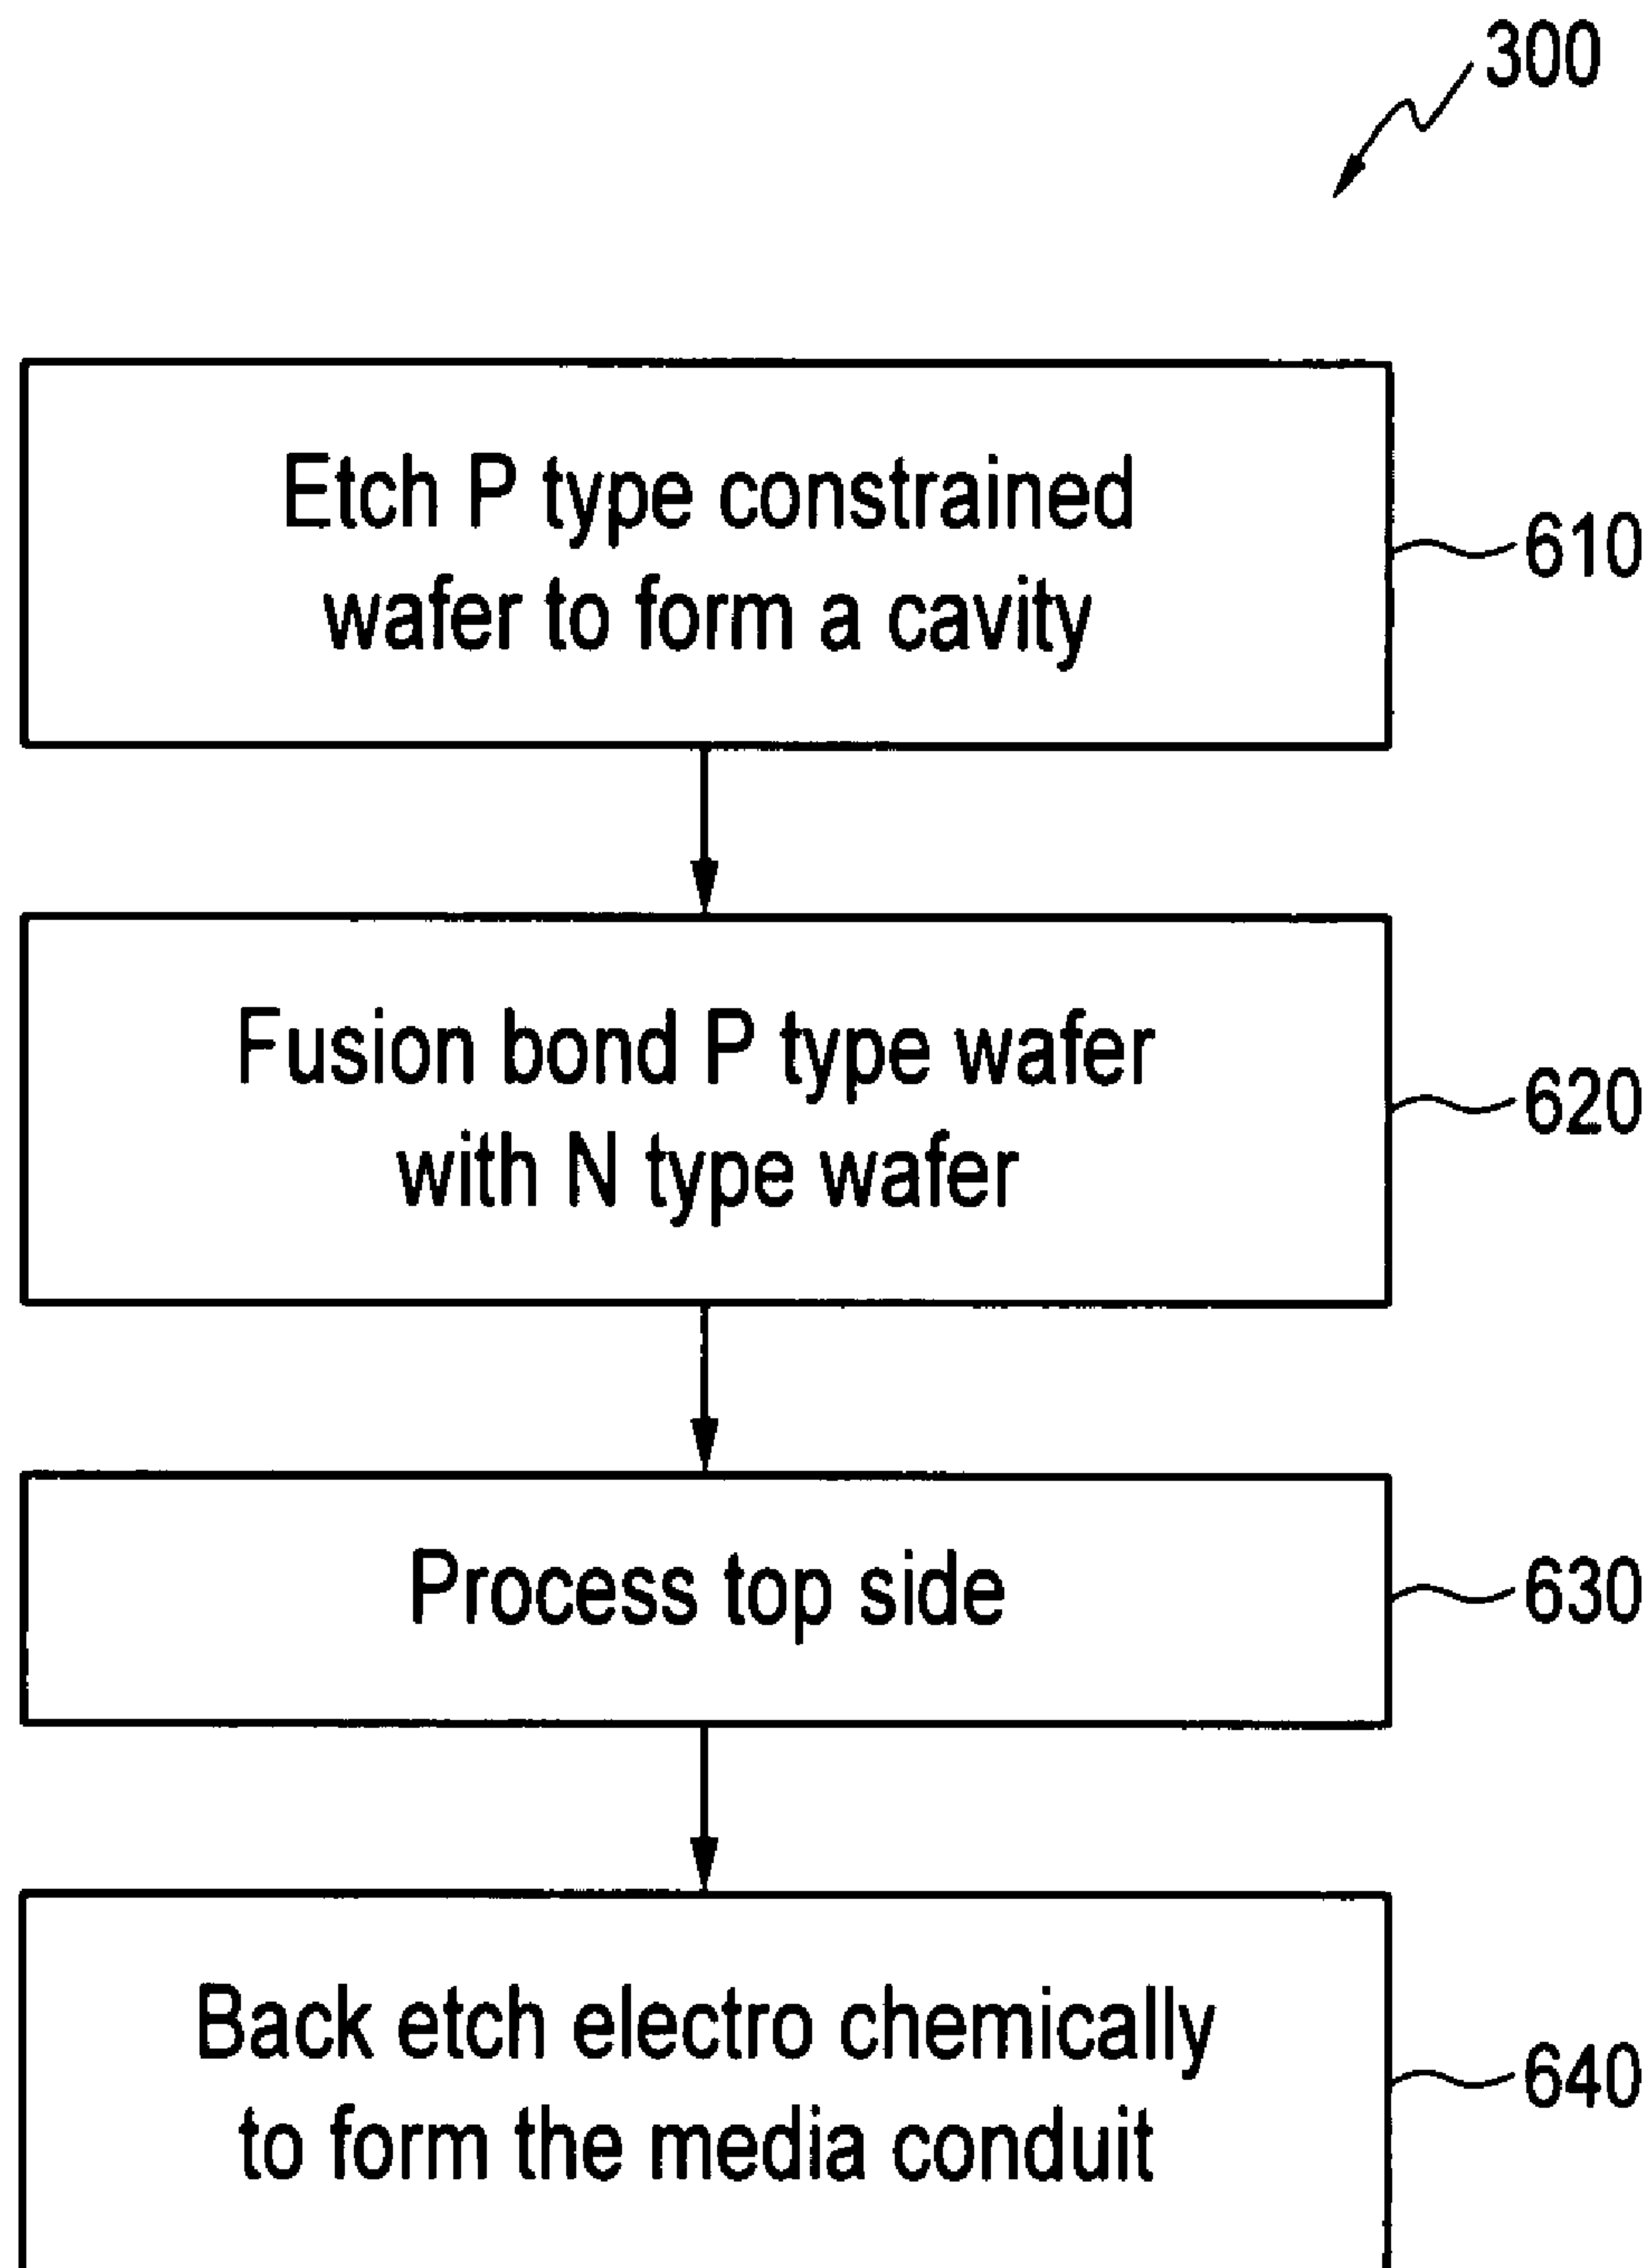 300
Etch P type constrained
wafer to form a cavity
610
Fusion bond P type wafer
with N type wafer
620
Process top side
630
Back etch electro chemically
to form the media conduit
640